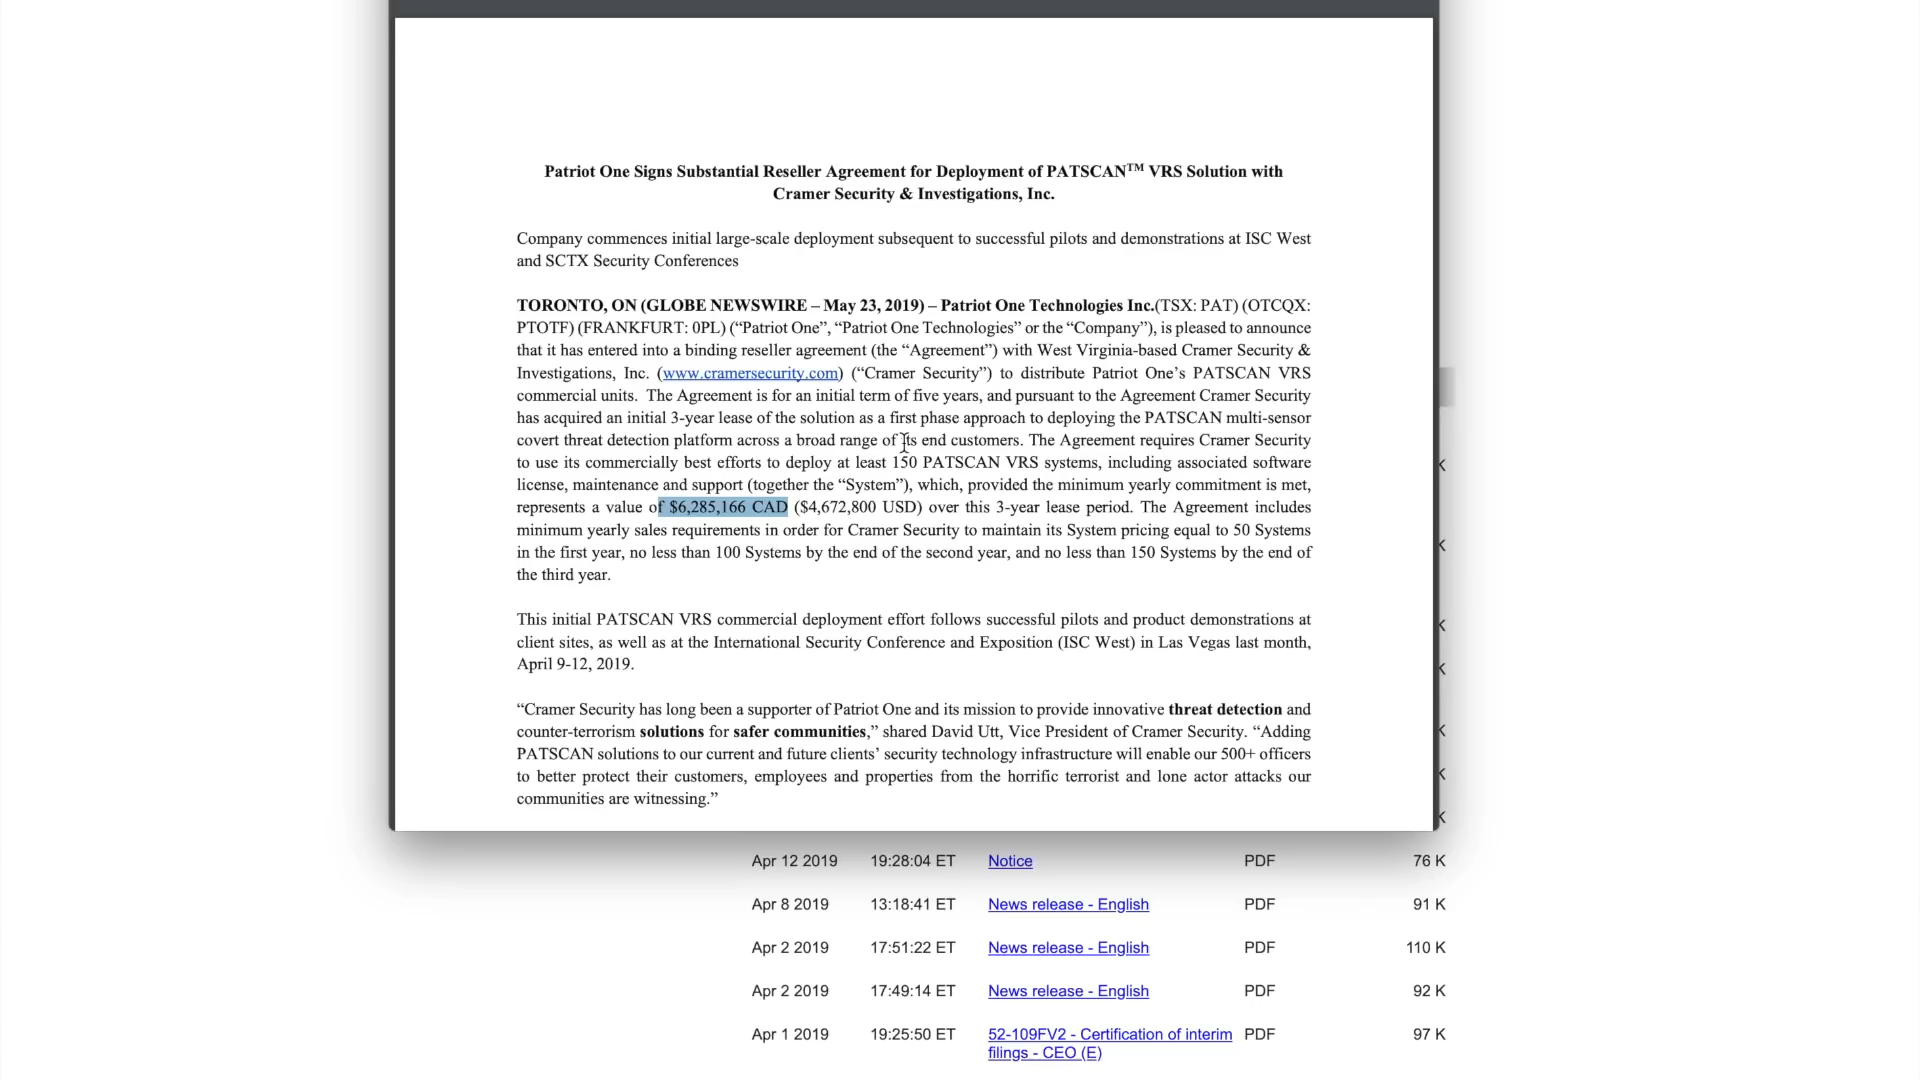 Patriot One Signs Substantial Reseller Agreement for Deployment of PATSCAN™ VRS Solution with
Cramer Security & Investigations, Inc.
Company commences initial large-scale deployment subsequent to successful pilots and demonstrations at ISC West
and SCTX Security Conferences
TORONTO, ON (GLOBE NEWSWIRE – May 23, 2019) – Patriot One Technologies Inc.(TSX: PAT) (OTCQX:
PTOTF) (FRANKFURT: 0PL) (“Patriot One”, “Patriot One Technologies” or the “Company”), is pleased to announce
that it has entered into a binding reseller agreement (the “Agreement”) with West Virginia-based Cramer Security &
Investigations, Inc. (www.cramersecurity.com) (“Cramer Security”) to distribute Patriot One’s PATSCAN VRS
commercial units. The Agreement is for an initial term of five years, and pursuant to the Agreement Cramer Security
has acquired an initial 3-year lease of the solution as a first phase approach to deploying the PATSCAN multi-sensor
covert threat detection platform across a broad range of its end customers. The Agreement requires Cramer Security
to use its commercially best efforts to deploy at least 150 PATSCAN VRS systems, including associated software
license, maintenance and support (together the “System”), which, provided the minimum yearly commitment is met,
represents a value of $6,285,166 CAD ($4,672,800 USD) over this 3-year lease period. The Agreement includes
minimum yearly sales requirements in order for Cramer Security to maintain its System pricing equal to 50 Systems
in the first year, no less than 100 Systems by the end of the second year, and no less than 150 Systems by the end of
the third year.
This initial PATSCAN VRS commercial deployment effort follows successful pilots and product demonstrations at
client sites, as well as at the International Security Conference and Exposition (ISC West) in Las Vegas last month,
April 9-12, 2019.
“Cramer Security has long been a supporter of Patriot One and its mission to provide innovative threat detection and
counter-terrorism solutions for safer communities,” shared David Utt, Vice President of Cramer Security. “Adding
PATSCAN solutions to our current and future clients’ security technology infrastructure will enable our 500+ officers
to better protect their customers, employees and properties from the horrific terrorist and lone actor attacks our
communities are witnessing.”
Apr 12 2019 19:28:04 ET Notice PDF 76 K
Apr 8 2019 13:18:41 ET News release - English PDF 91 K
Apr 2 2019 17:51:22 ET News release - English PDF 110 K
Apr 2 2019 17:49:14 ET News release - English PDF 92 K
Apr 1 2019 19:25:50 ET 52-109FV2 - Certification of interim PDF 97 K
filings - CEO (E)